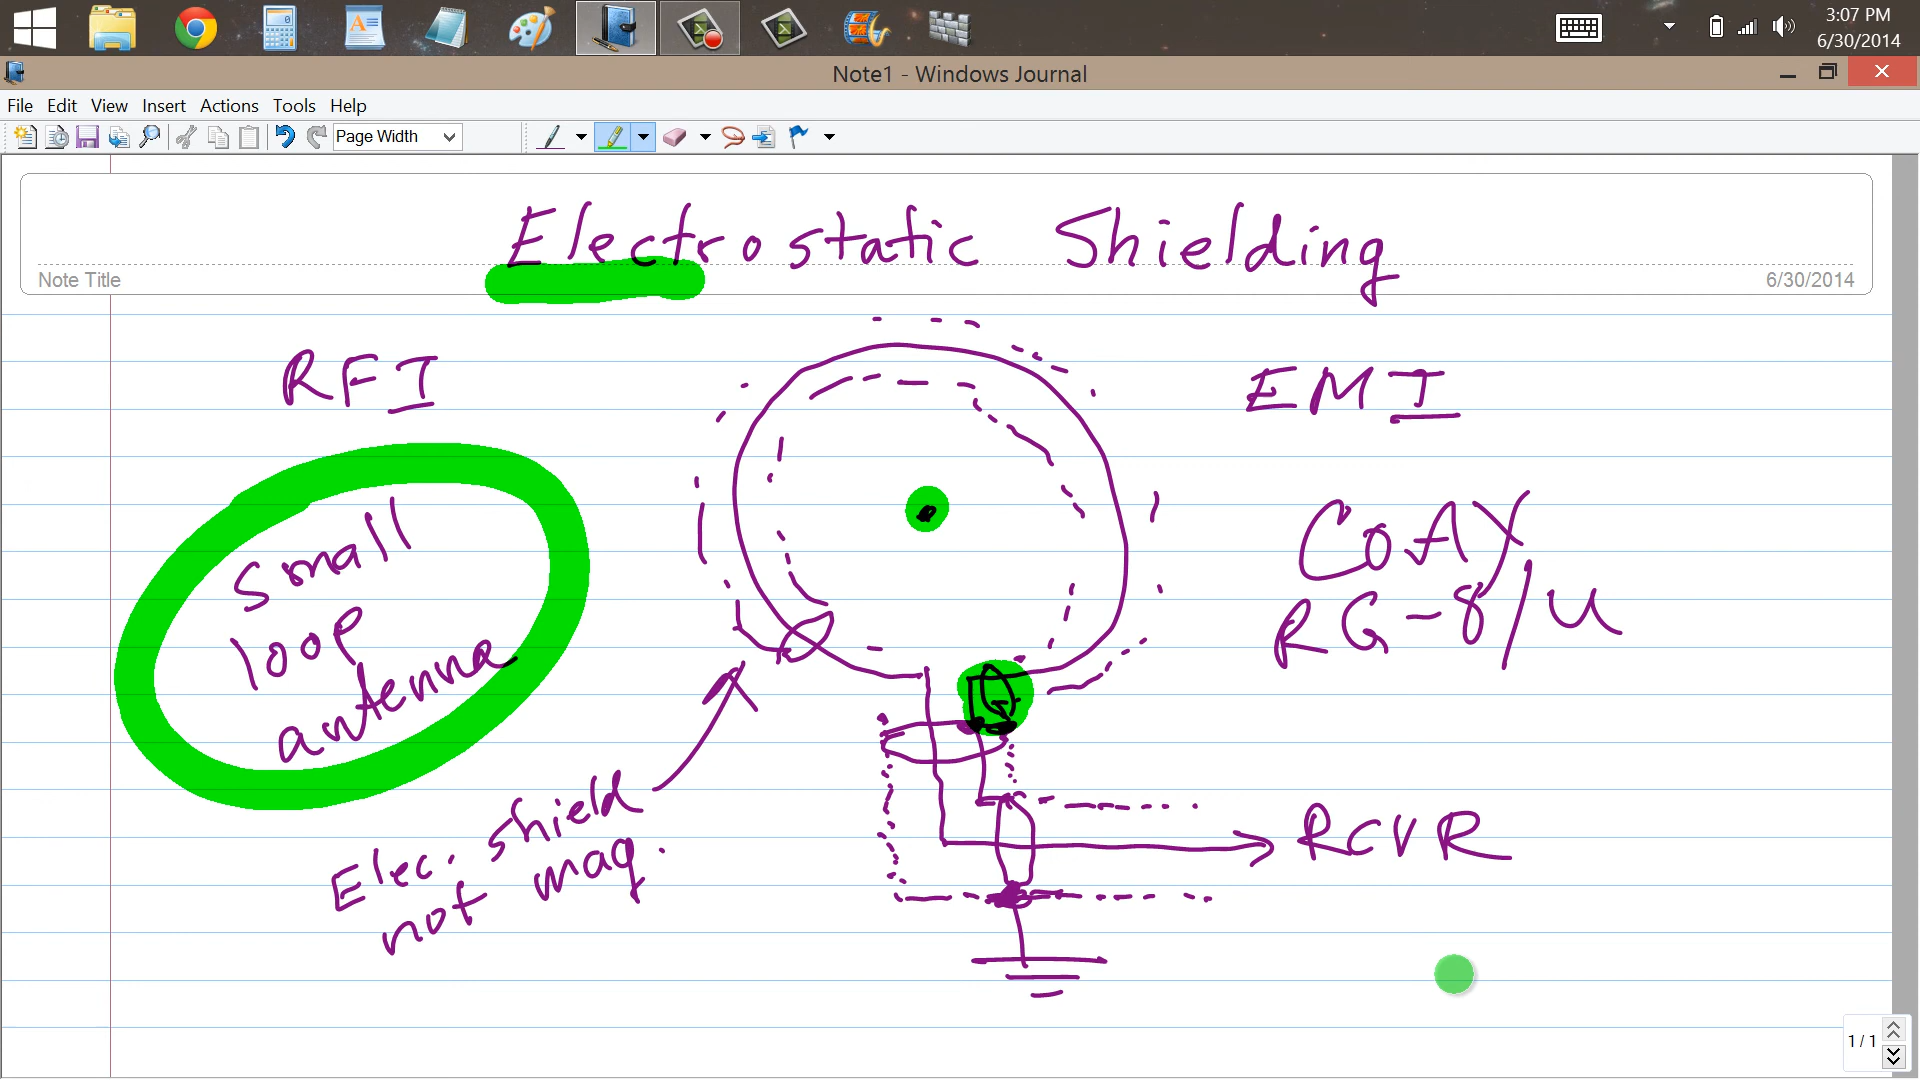 3:07 PM
6/30/2014
Note1 - Windows Journal
File Edit View Insert Actions Tools Help
Page Width
Electrostatic Shielding
Note Title
6/30/2014
RFI
EMI
small
loop
antenna
COAX
RG-8/U
Elec. shield
not mag.
RCVR
1 / 1